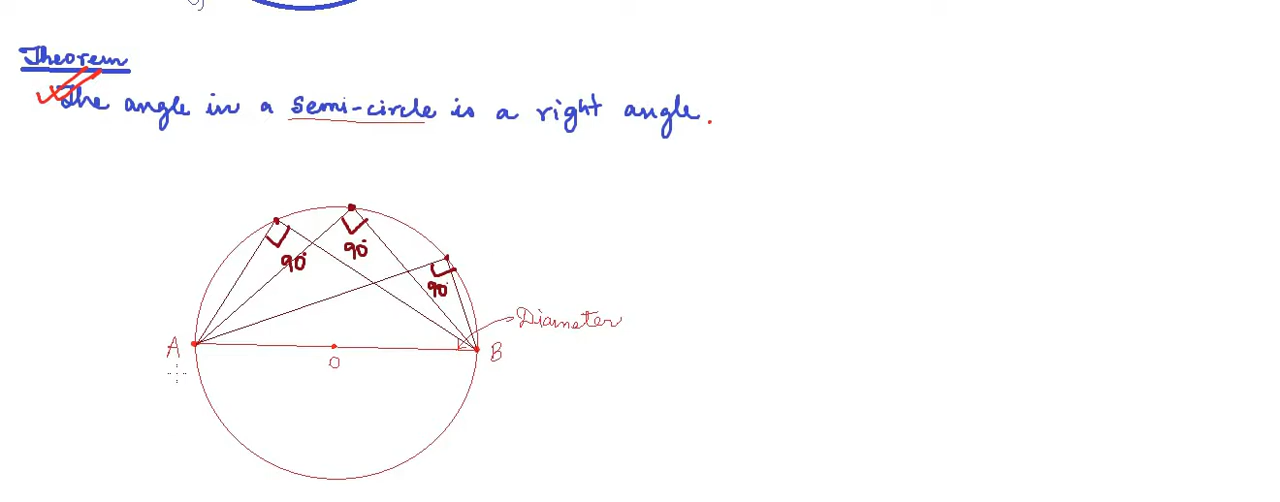 Theorem
The angle in a semi-circle is a right angle.
90°
90°
90°
Diameter
A
O
B